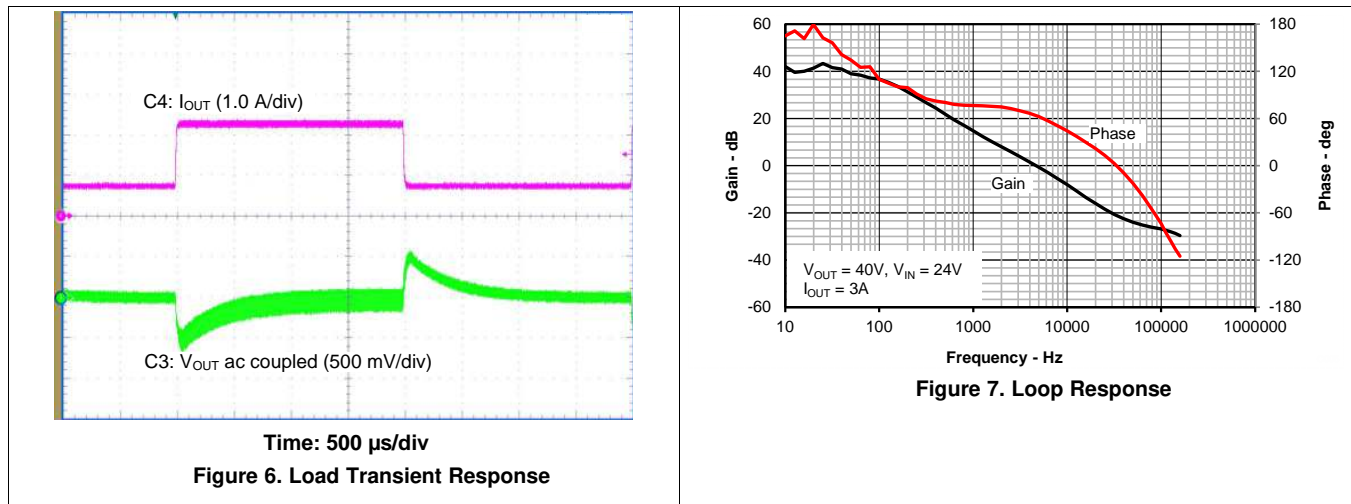 C4: IOUT (1.0 A/div)
C3: VOUT ac coupled (500 mV/div)
Time: 500 µs/div
Figure 6. Load Transient Response
60
40
20
0
-20
-40
-60
Gain - dB
180
120
60
0
-60
-120
-180
Phase - deg
Phase
Gain
VOUT = 40V, VIN = 24V
IOUT = 3A
10 100 1000 10000 100000 1000000
Frequency - Hz
Figure 7. Loop Response